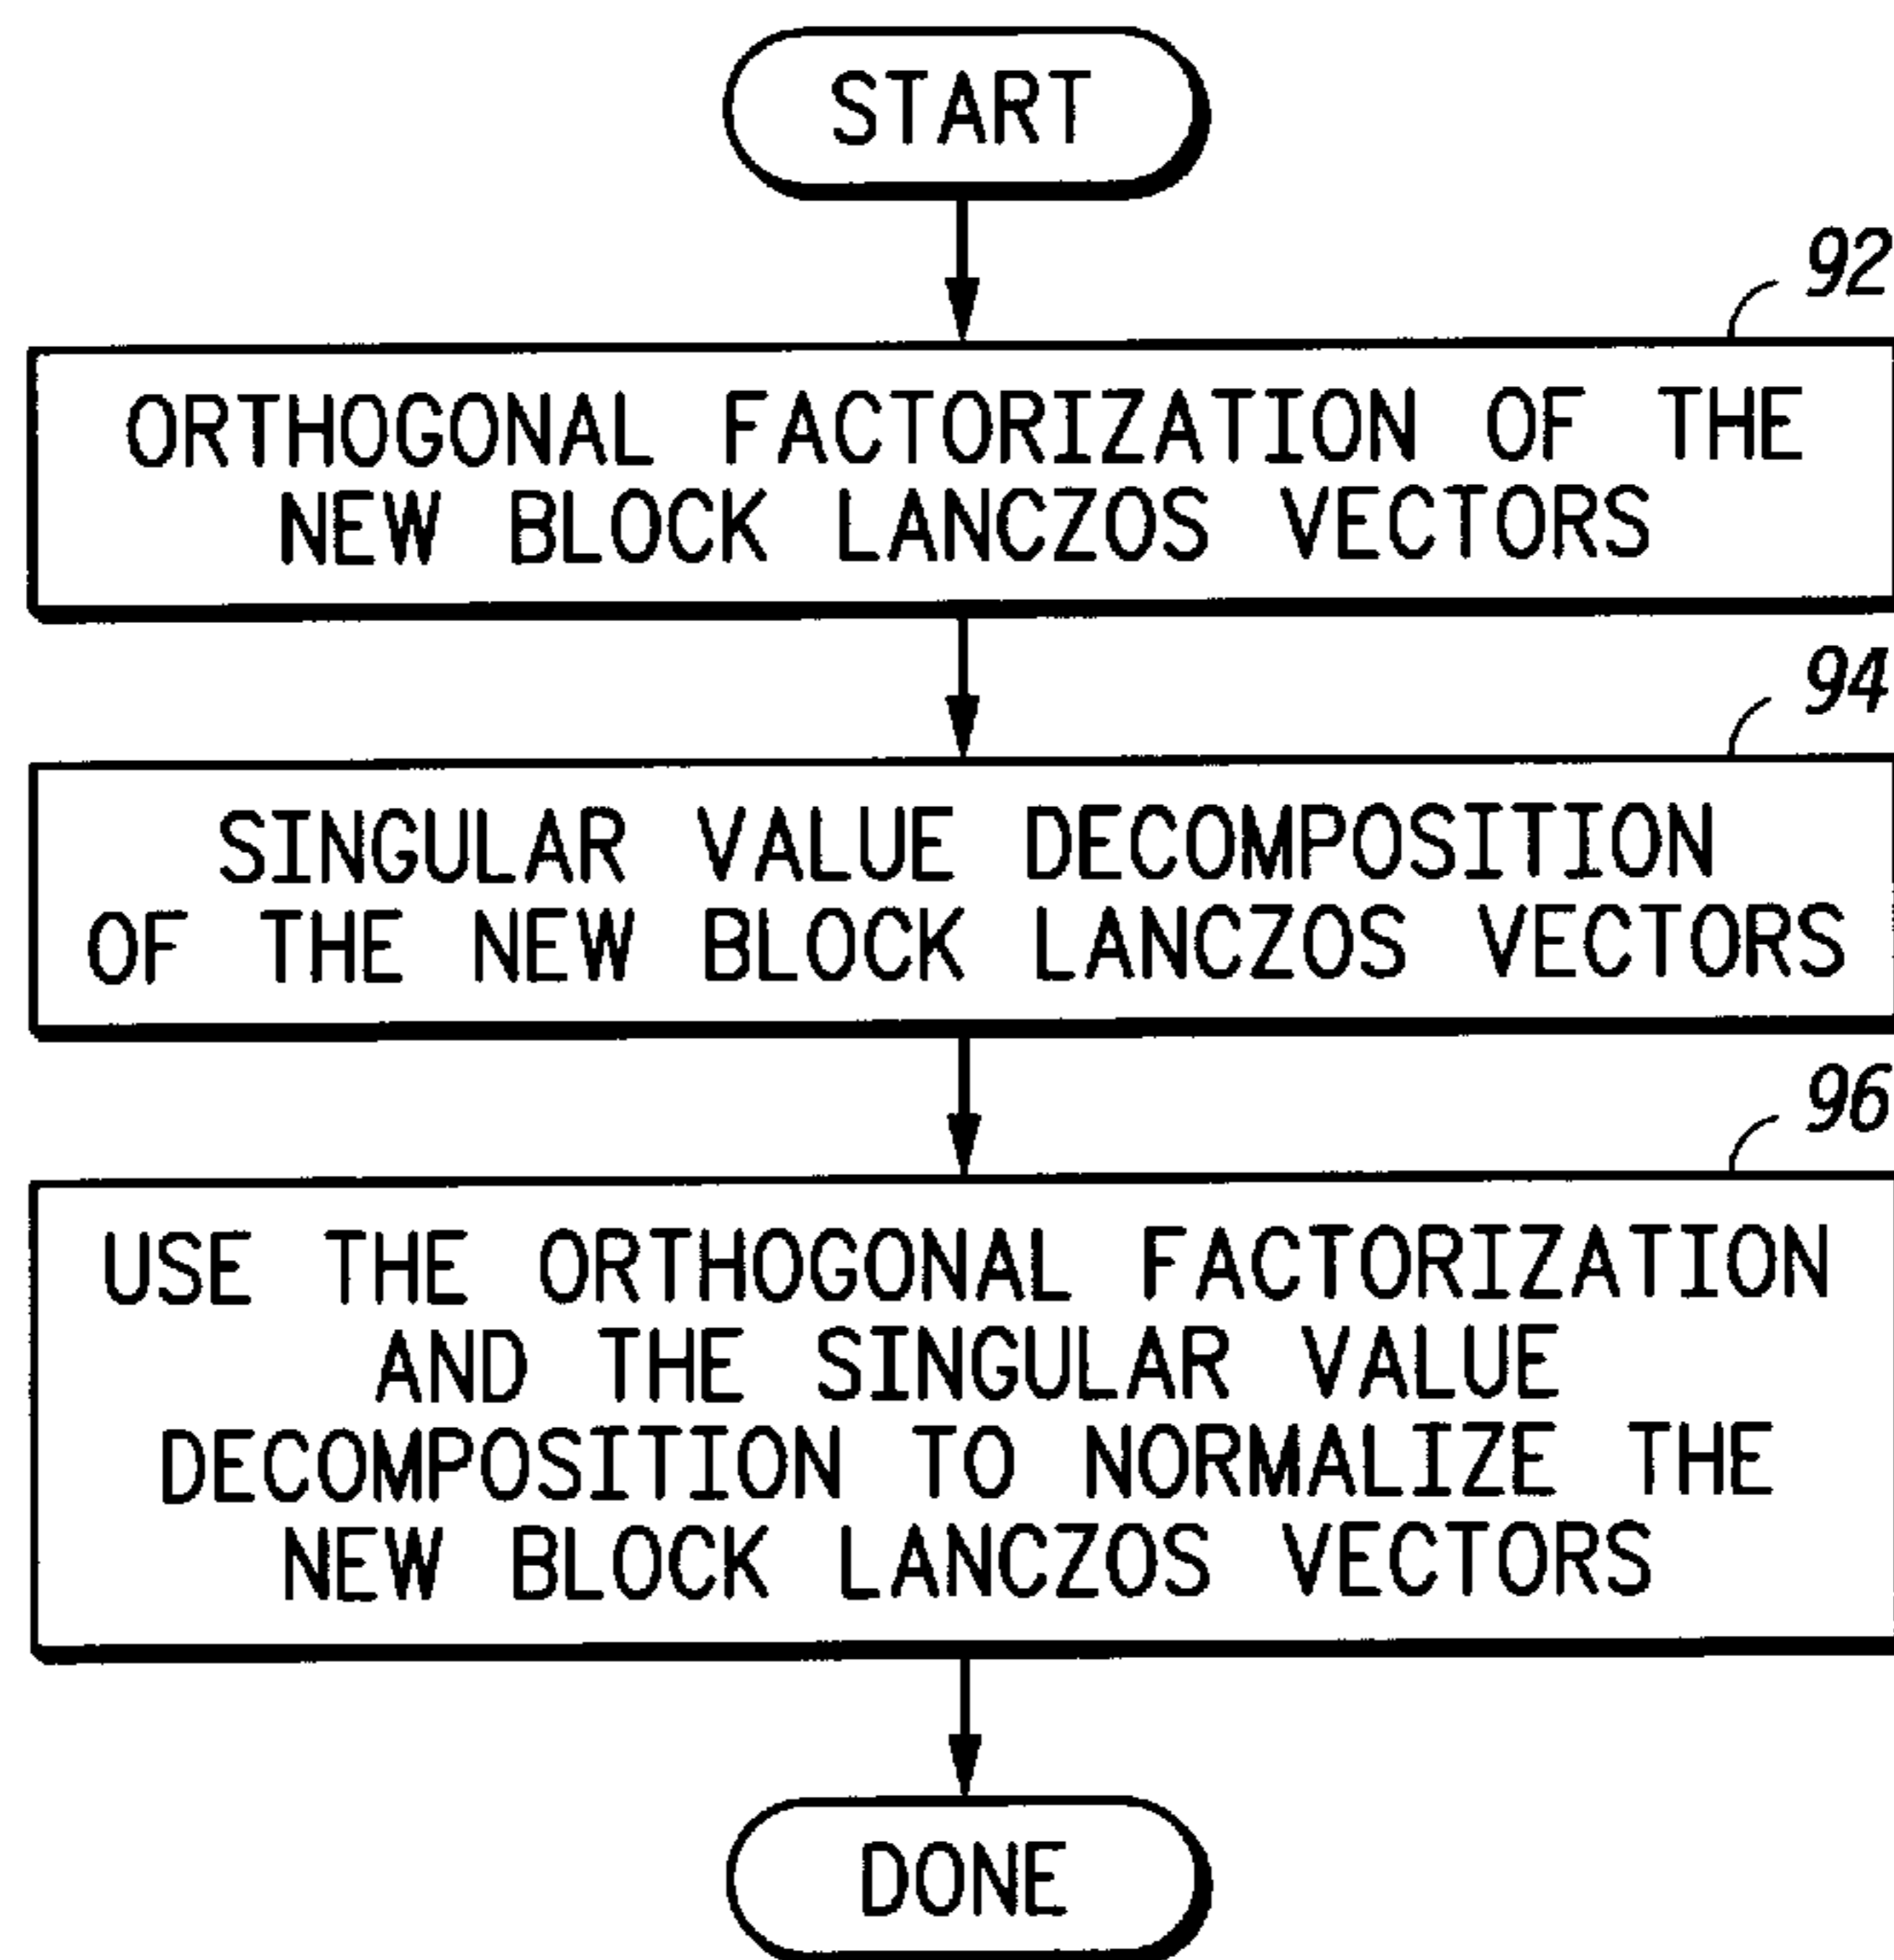 START
92
ORTHOGONAL FACTORIZATION OF THE
NEW BLOCK LANCZOS VECTORS
94
SINGULAR VALUE DECOMPOSITION
OF THE NEW BLOCK LANCZOS VECTORS
96
USE THE ORTHOGONAL FACTORIZATION
AND THE SINGULAR VALUE
DECOMPOSITION TO NORMALIZE THE
NEW BLOCK LANCZOS VECTORS
DONE